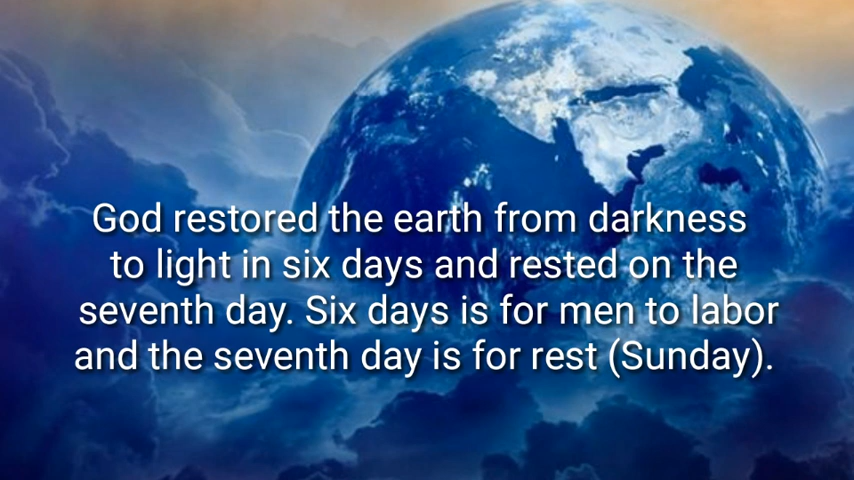 God restored the earth from darkness
to light in six days and rested on the
seventh day. Six days is for men to labor
and the seventh day is for rest (Sunday).